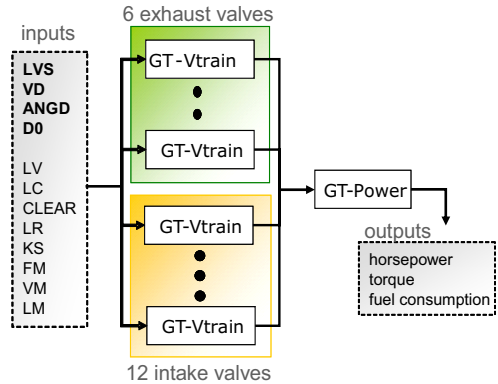 6 exhaust valves
inputs
LVS
VD
ANGD
D0
LV
LC
CLEAR
LR
KS
FM
VM
LM
GT-Vtrain
GT-Vtrain
GT-Vtrain
GT-Vtrain
12 intake valves
GT-Power
outputs
horsepower
torque
fuel consumption